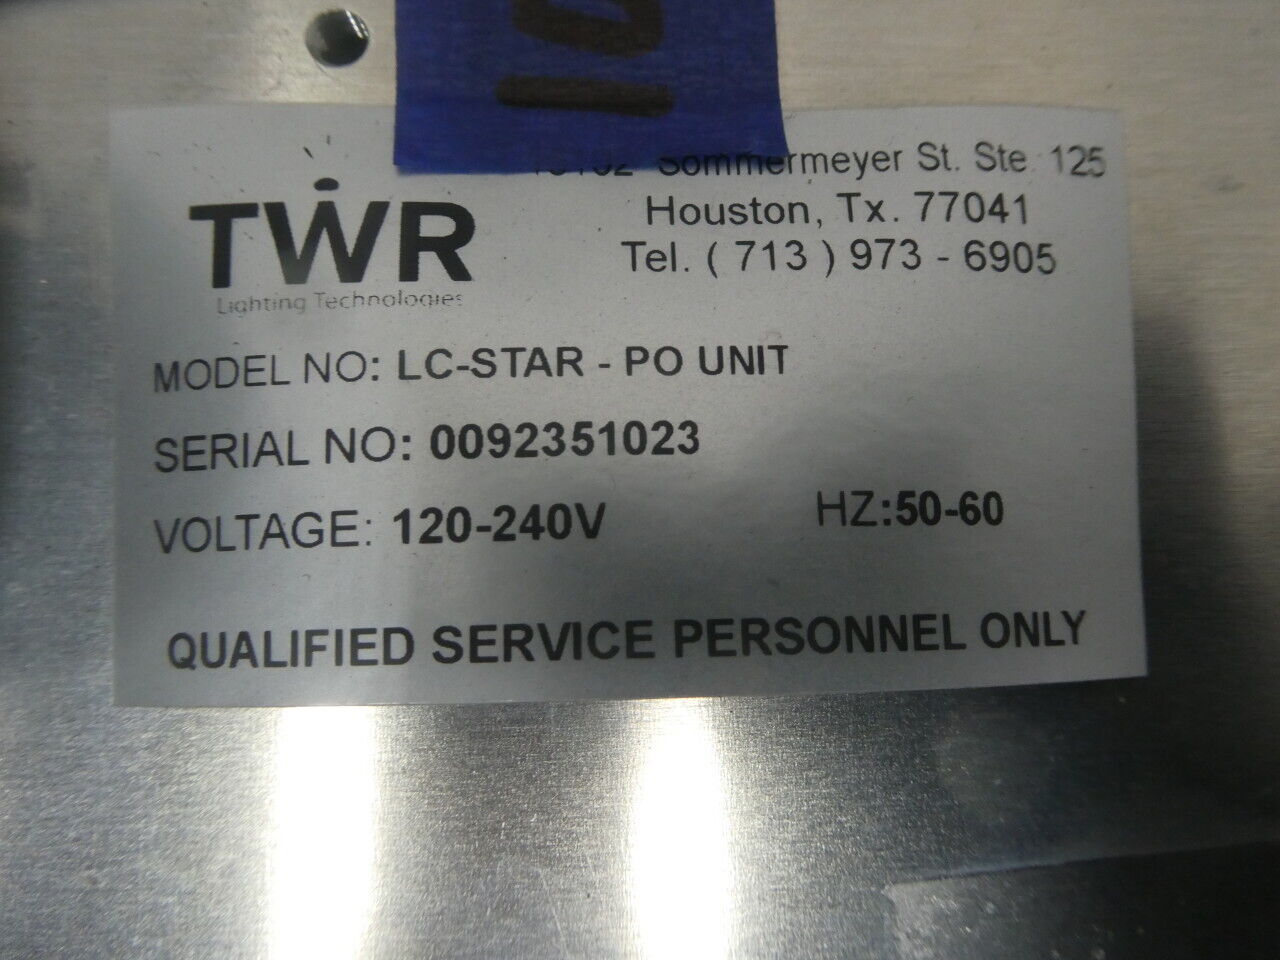 Sommermeyer St. Ste. 125
Houston, Tx. 77041
Tel. ( 713 ) 973 - 6905
TWR
Lighting Technologies
MODEL NO: LC-STAR - PO UNIT
SERIAL NO: 0092351023
VOLTAGE: 120-240V HZ:50-60
QUALIFIED SERVICE PERSONNEL ONLY